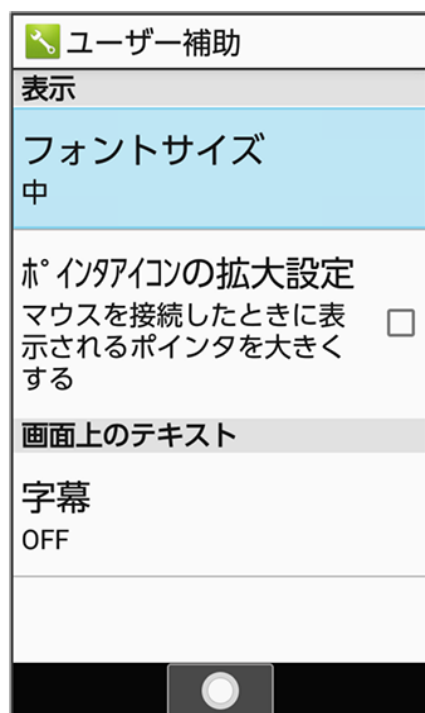 ユーザー補助
表示
フォントサイズ
中
ﾎﾟｲﾝﾀｱｲｺﾝの拡大設定
マウスを接続したときに表
示されるポインタを大きく
する
画面上のテキスト
字幕
OFF